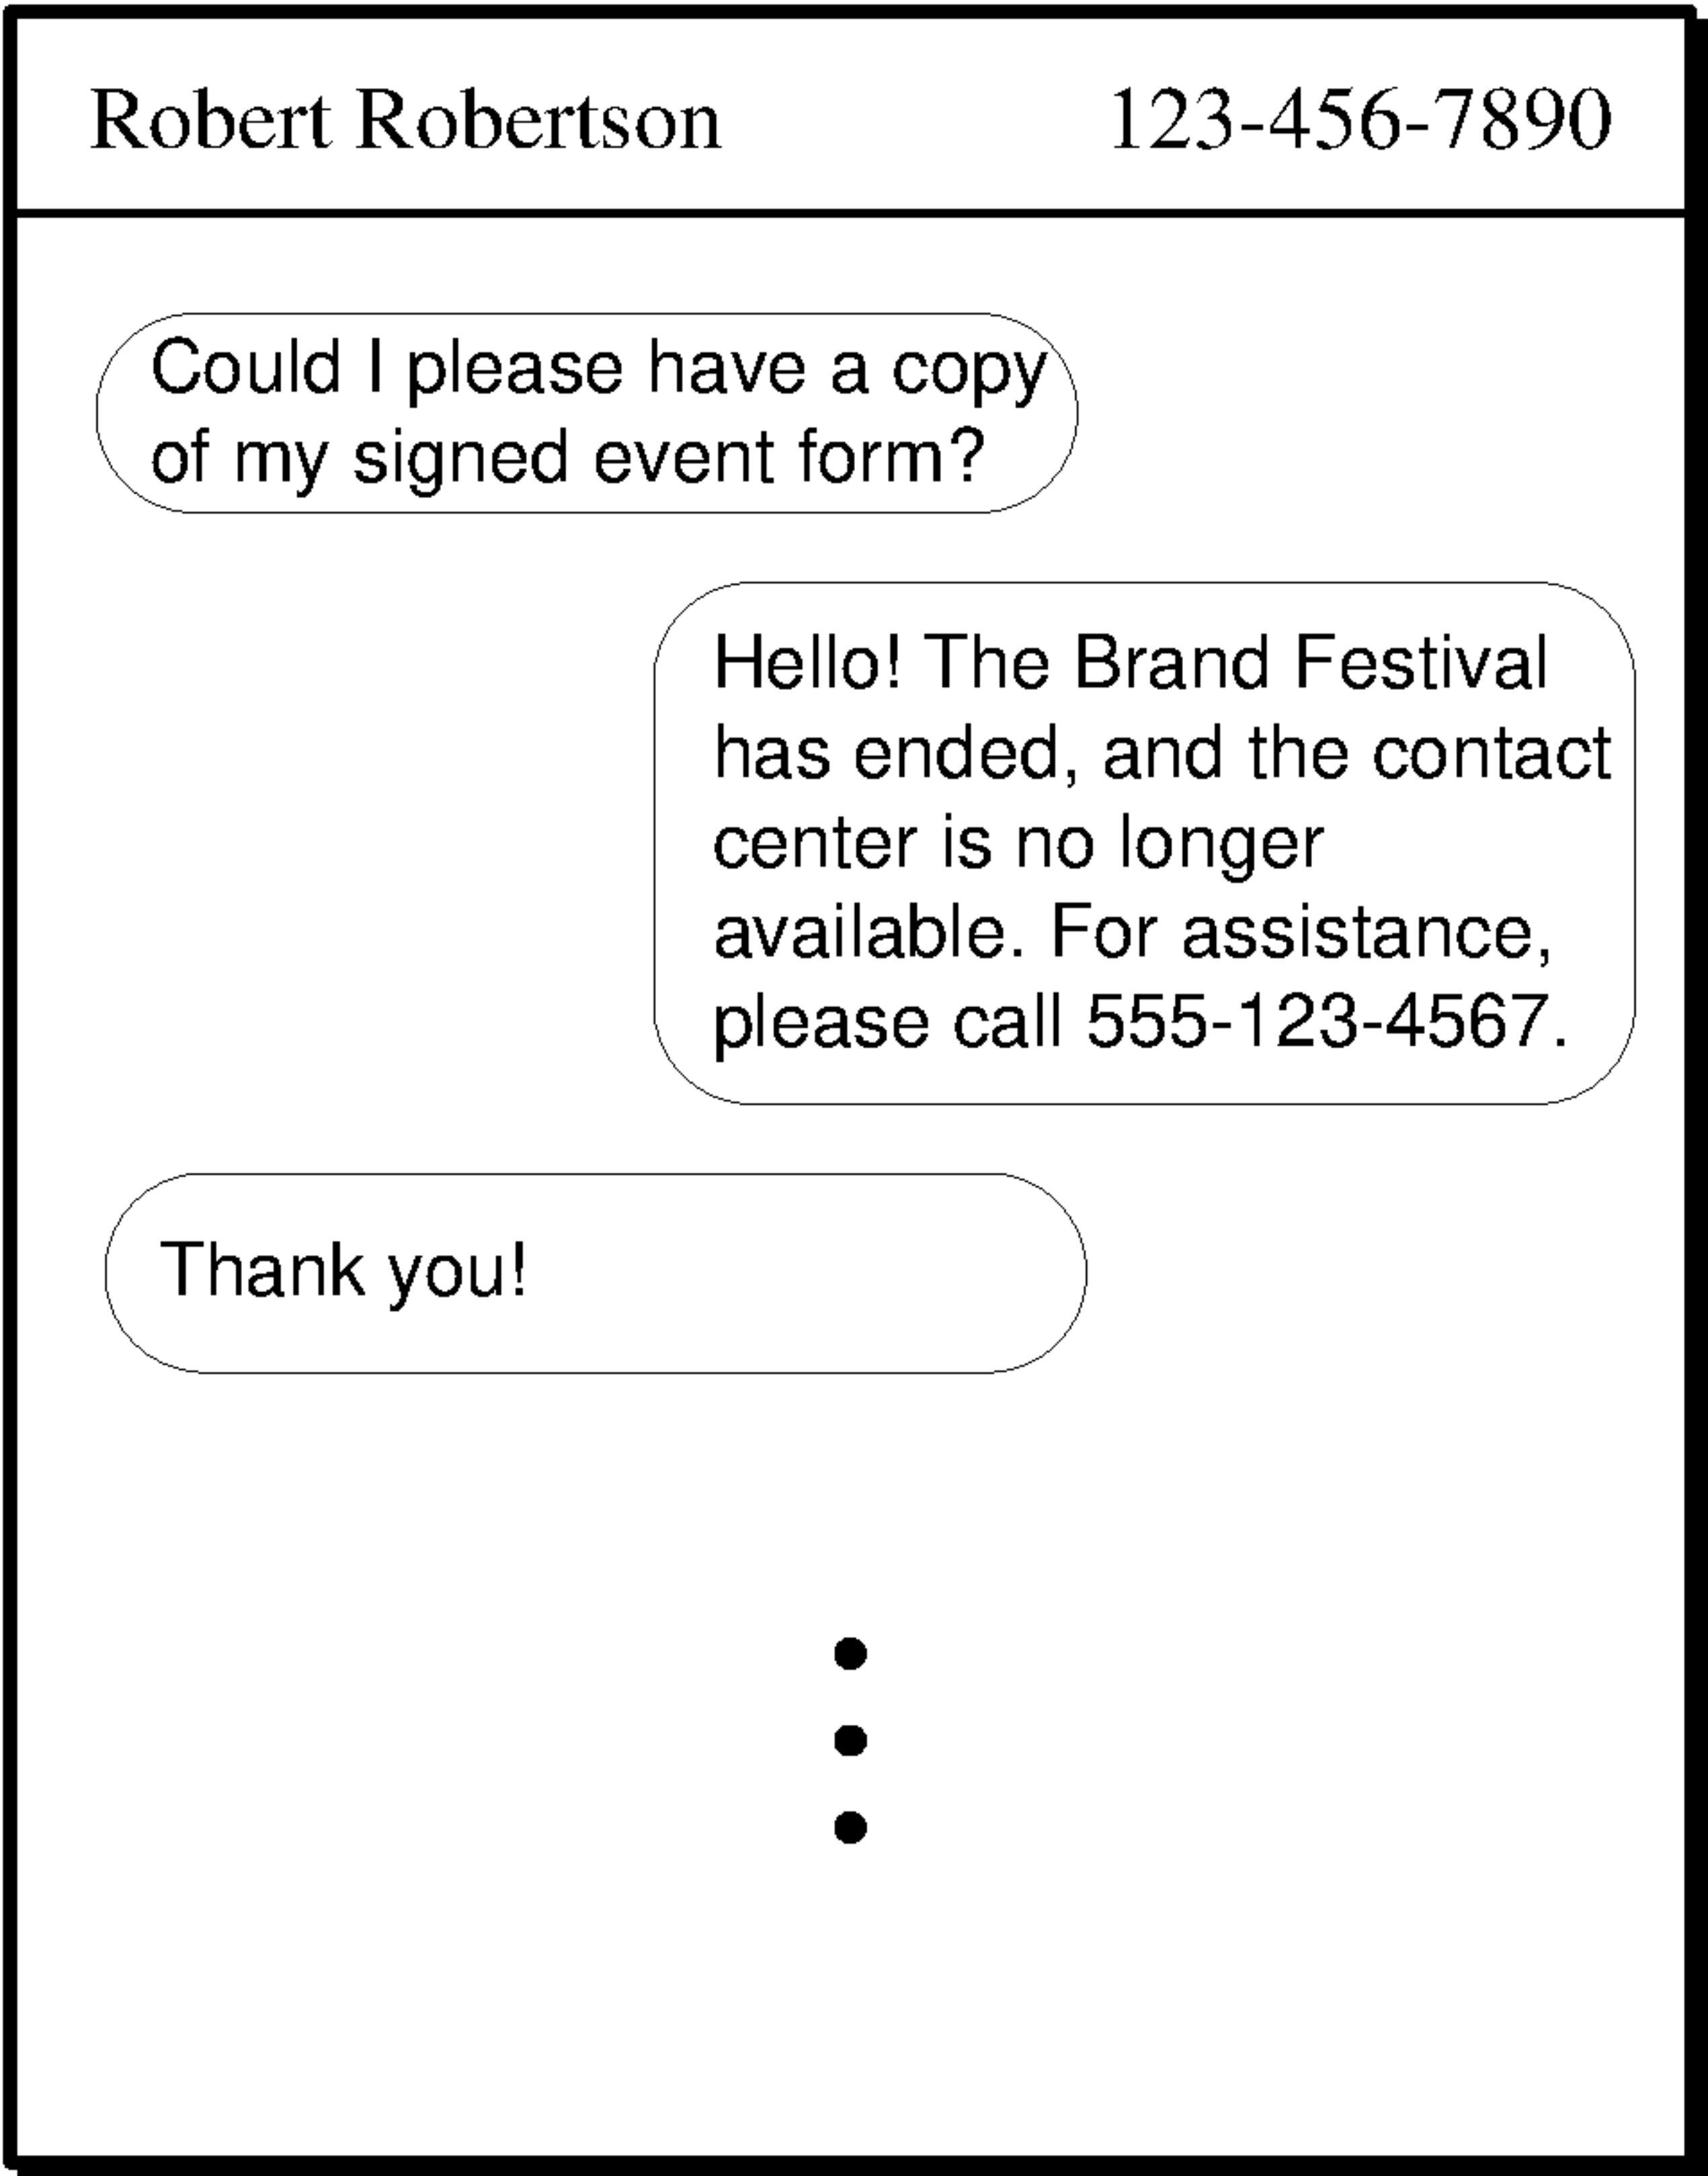 Robert Robertson 123-456-7890
Could I please have a copy
of my signed event form?
Hello! The Brand Festival
has ended, and the contact
center is no longer
available. For assistance,
please call 555-123-4567.
Thank you!